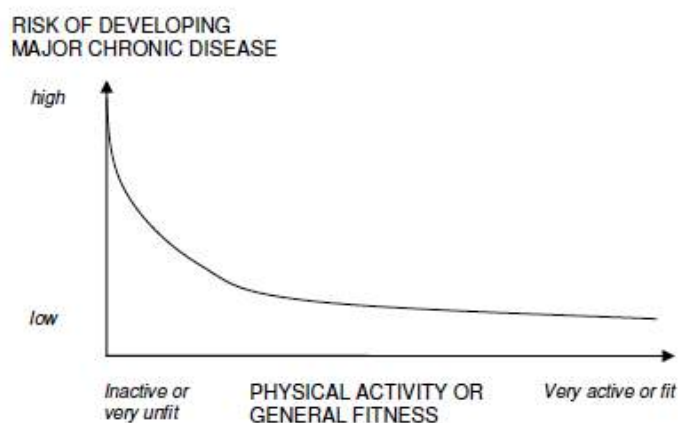 RISK OF DEVELOPING
MAJOR CHRONIC DISEASE
high
low
Inactive or
very unfit
PHYSICAL ACTIVITY OR
GENERAL FITNESS
Very active or fit